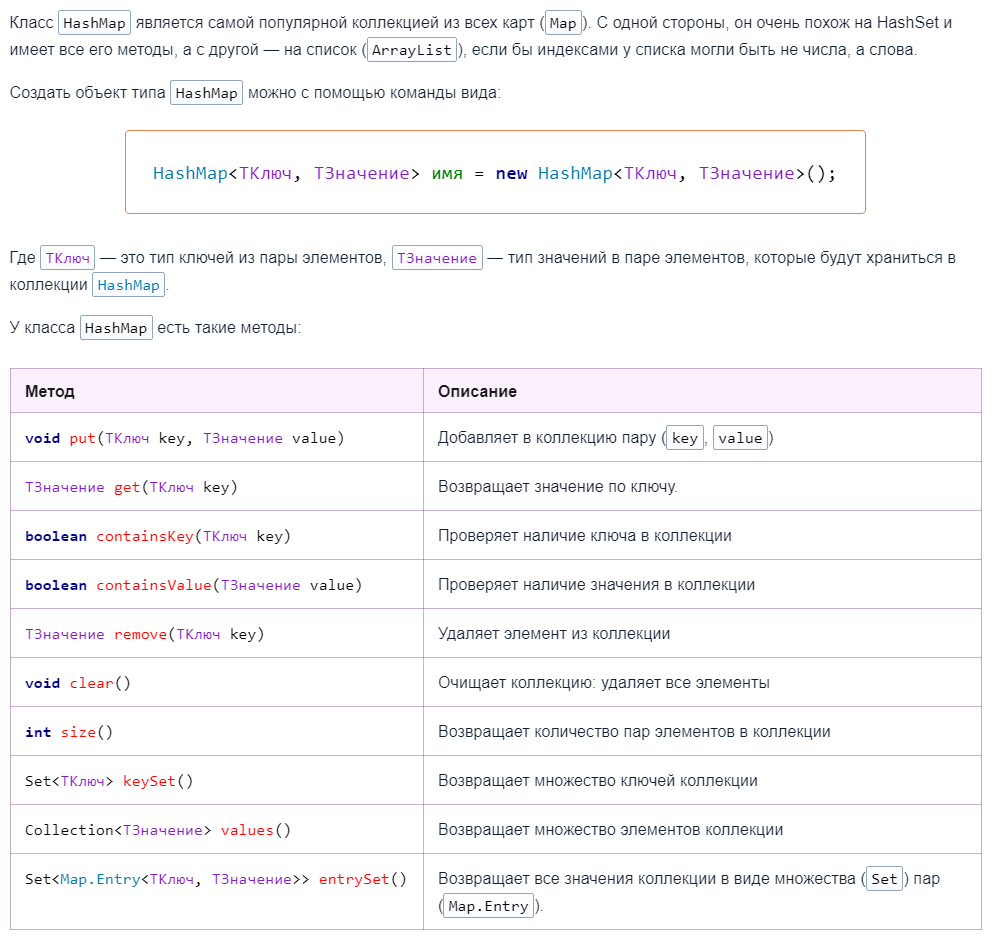 Класс HashMap является самой популярной коллекцией из всех карт (Map). С одной стороны, он очень похож на HashSet и
имеет все его методы, а с другой — на список (ArrayList), если бы индексами у списка могли быть не числа, а слова.
Создать объект типа HashMap можно с помощью команды вида:
HashMap<TКлюч, TЗначение> имя = new HashMap<TКлюч, TЗначение>();
Где TКлюч — это тип ключей из пары элементов, TЗначение — тип значений в паре элементов, которые будут храниться в
коллекции HashMap.
У класса HashMap есть такие методы:
Метод Описание
void put(TКлюч key, TЗначение value) Добавляет в коллекцию пару (key, value)
TЗначение get(TКлюч key) Возвращает значение по ключу.
boolean containsKey(TКлюч key) Проверяет наличие ключа в коллекции
boolean containsValue(TЗначение value) Проверяет наличие значения в коллекции
TЗначение remove(TКлюч key) Удаляет элемент из коллекции
void clear() Очищает коллекцию: удаляет все элементы
int size() Возвращает количество пар элементов в коллекции
Set<TКлюч> keySet() Возвращает множество ключей коллекции
Collection<TЗначение> values() Возвращает множество элементов коллекции
Set<Map.Entry<TКлюч, TЗначение>> entrySet() Возвращает все значения коллекции в виде множества (Set) пар
(Map.Entry).